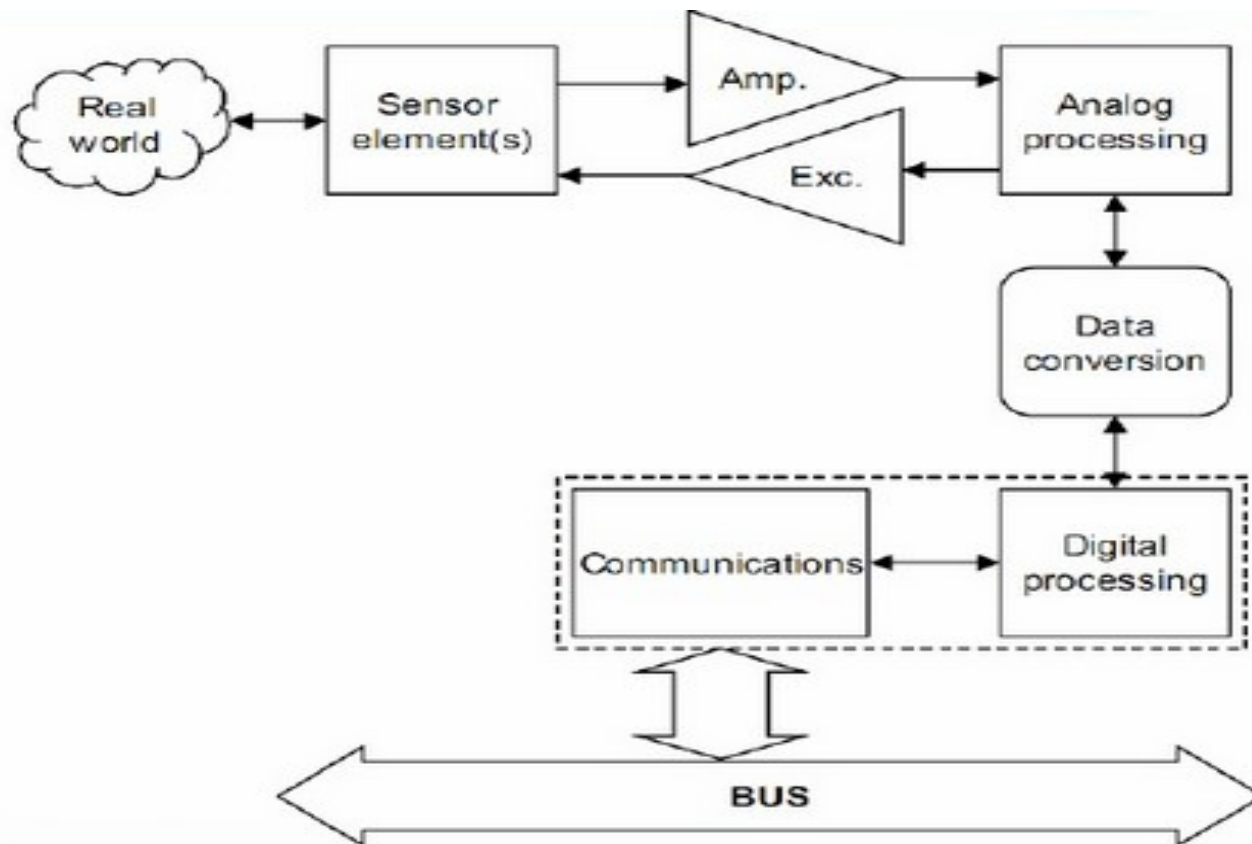 Real
world
Sensor
element(s)
Amp.
Exc.
Analog
processing
Data
conversion
Communications
Digital
processing
BUS